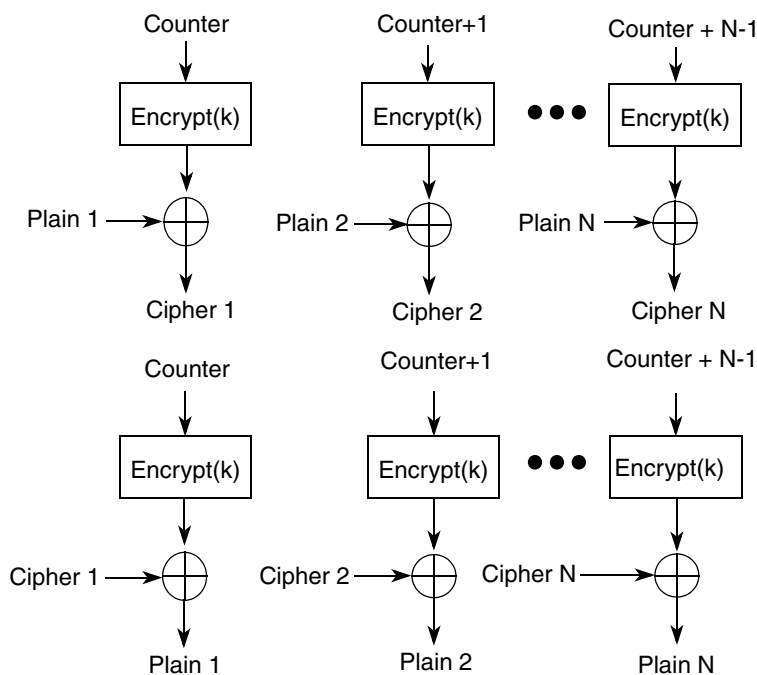 Counter Counter+1 Counter + N-1
Encrypt(k) Encrypt(k) Encrypt(k)
Plain 1 Plain 2 Plain N
Cipher 1 Cipher 2 Cipher N
Counter Counter+1 Counter + N-1
Encrypt(k) Encrypt(k) Encrypt(k)
Cipher 1 Cipher 2 Cipher N
Plain 1 Plain 2 Plain N